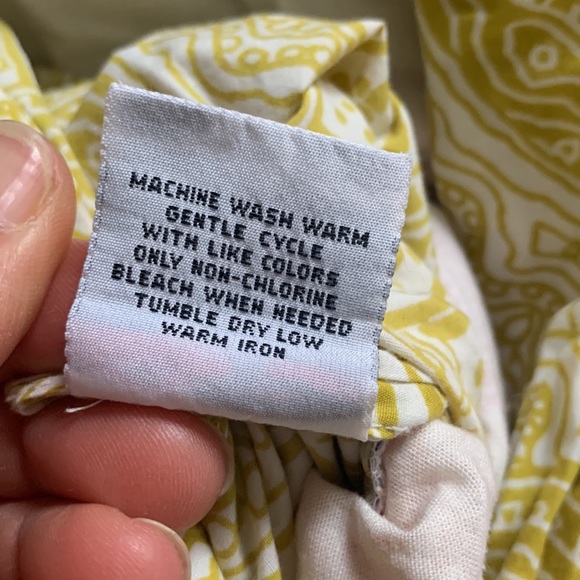 MACHINE WASH WARM
GENTLE CYCLE
WITH LIKE COLORS
ONLY NON-CHLORINE
BLEACH WHEN NEEDED
TUMBLE DRY LOW
WARM IRON